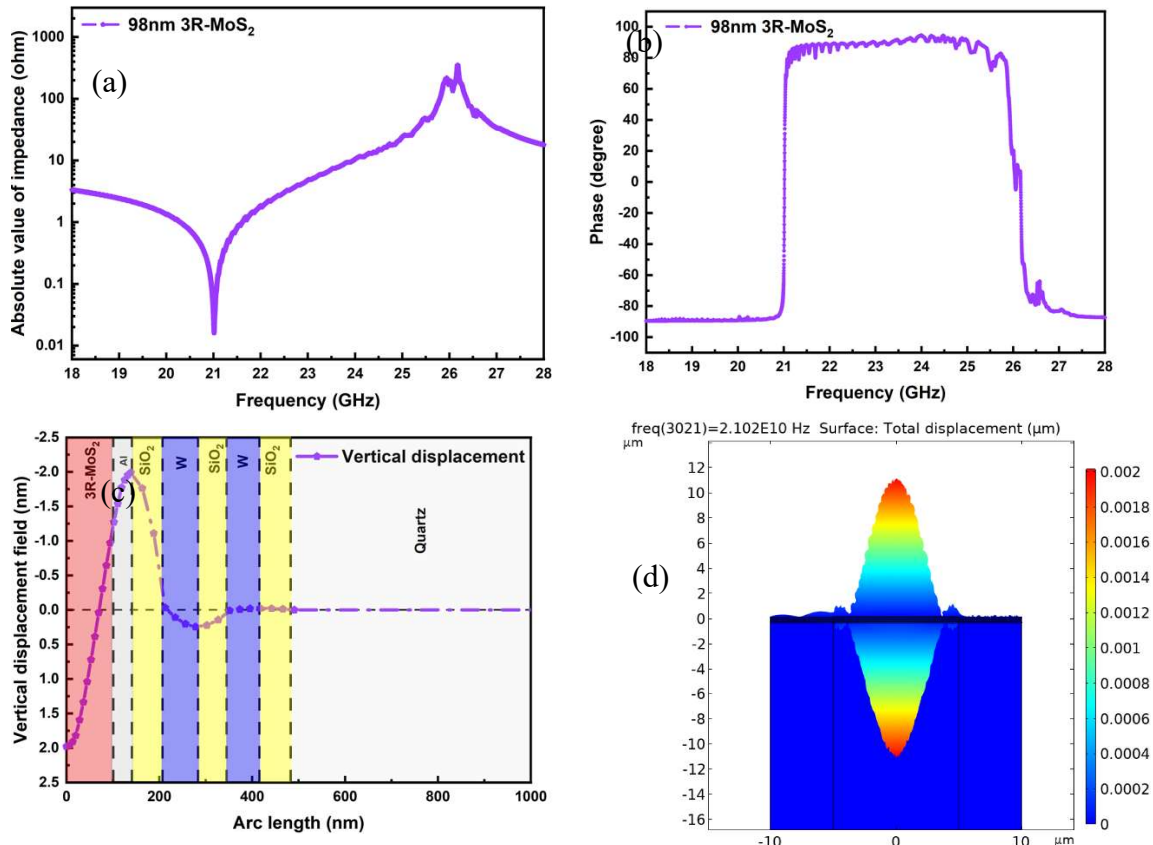 98nm 3R-MoS₂
(a)
1000
100
10
1
0.1
0.01
Absolute value of impedance (ohm)
18 19 20 21 22 23 24 25 26 27 28
Frequency (GHz)
98nm 3R-MoS₂
(b)
100
80
60
40
20
0
-20
-40
-60
-80
-100
Phase (degree)
18 20 22 24 26 28
Frequency (GHz)
3R-MoS₂
Al
SiO₂
W
SiO₂
W
SiO₂
Quartz
Vertical displacement
(c)
-2.5
-2.0
-1.5
-1.0
-0.5
0.0
0.5
1.0
1.5
2.0
2.5
Vertical displacement field (nm)
0 200 400 600 800 1000
Arc length (nm)
freq(3021)=2.102E10 Hz Surface: Total displacement (µm)
µm
(d)
12
10
8
6
4
2
0
-2
-4
-6
-8
-10
-12
-14
-16
-10 0 10 µm
0.002
0.0018
0.0016
0.0014
0.0012
0.001
0.0008
0.0006
0.0004
0.0002
0